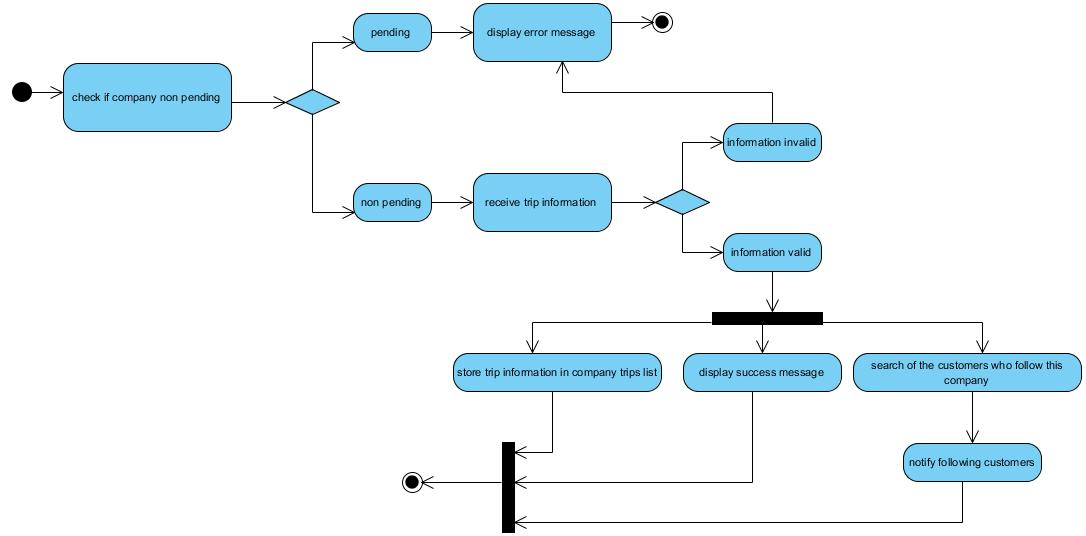 pending
display error message
check if company non pending
information invalid
non pending
receive trip information
information valid
store trip information in company trips list
display success message
search of the customers who follow this
company
notify following customers